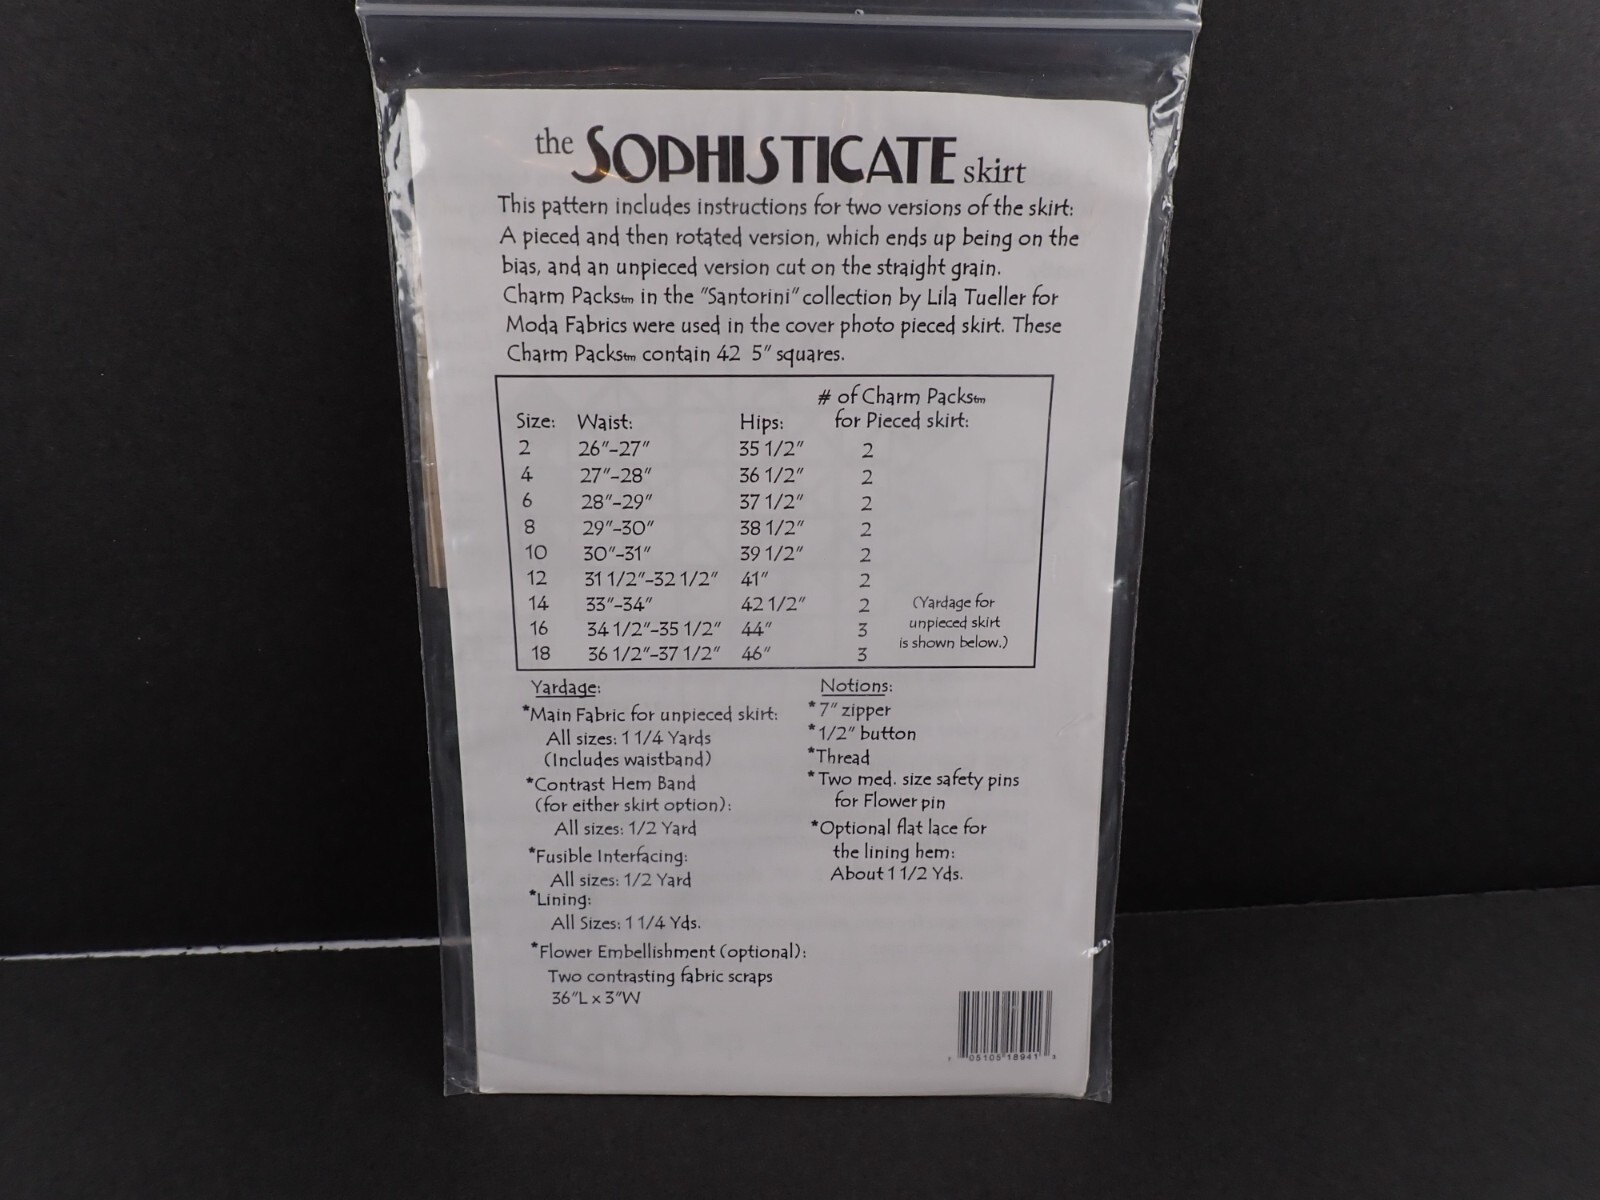 the SOPHISTICATE skirt
This pattern includes instructions for two versions of the skirt:
A pieced and then rotated version, which ends up being on the
bias, and an unpieced version cut on the straight grain.
Charm Packs™ in the "Santorini" collection by Lila Tueller for
Moda Fabrics were used in the cover photo pieced skirt. These
Charm Packs™ contain 42 5" squares.
# of Charm Packs™
Size: Waist: Hips: for Pieced skirt:
2 26"-27" 35 1/2" 2
4 27"-28" 36 1/2" 2
6 28"-29" 37 1/2" 2
8 29"-30" 38 1/2" 2
10 30"-31" 39 1/2" 2
12 31 1/2"-32 1/2" 41" 2
14 33"-34" 42 1/2" 2
16 34 1/2"-35 1/2" 44" 3
18 36 1/2"-37 1/2" 46" 3
(Yardage for
unpieced skirt
is shown below.)
Yardage:
*Main Fabric for unpieced skirt:
All sizes: 1 1/4 Yards
(Includes waistband)
*Contrast Hem Band
(for either skirt option):
All sizes: 1/2 Yard
*Fusible Interfacing:
All sizes: 1/2 Yard
*Lining:
All Sizes: 1 1/4 Yds.
*Flower Embellishment (optional):
Two contrasting fabric scraps
36"L x 3"W
Notions:
*7" zipper
*1/2" button
*Thread
*Two med. size safety pins
for Flower pin
*Optional flat lace for
the lining hem:
About 1 1/2 Yds.
7 05105 18941 9